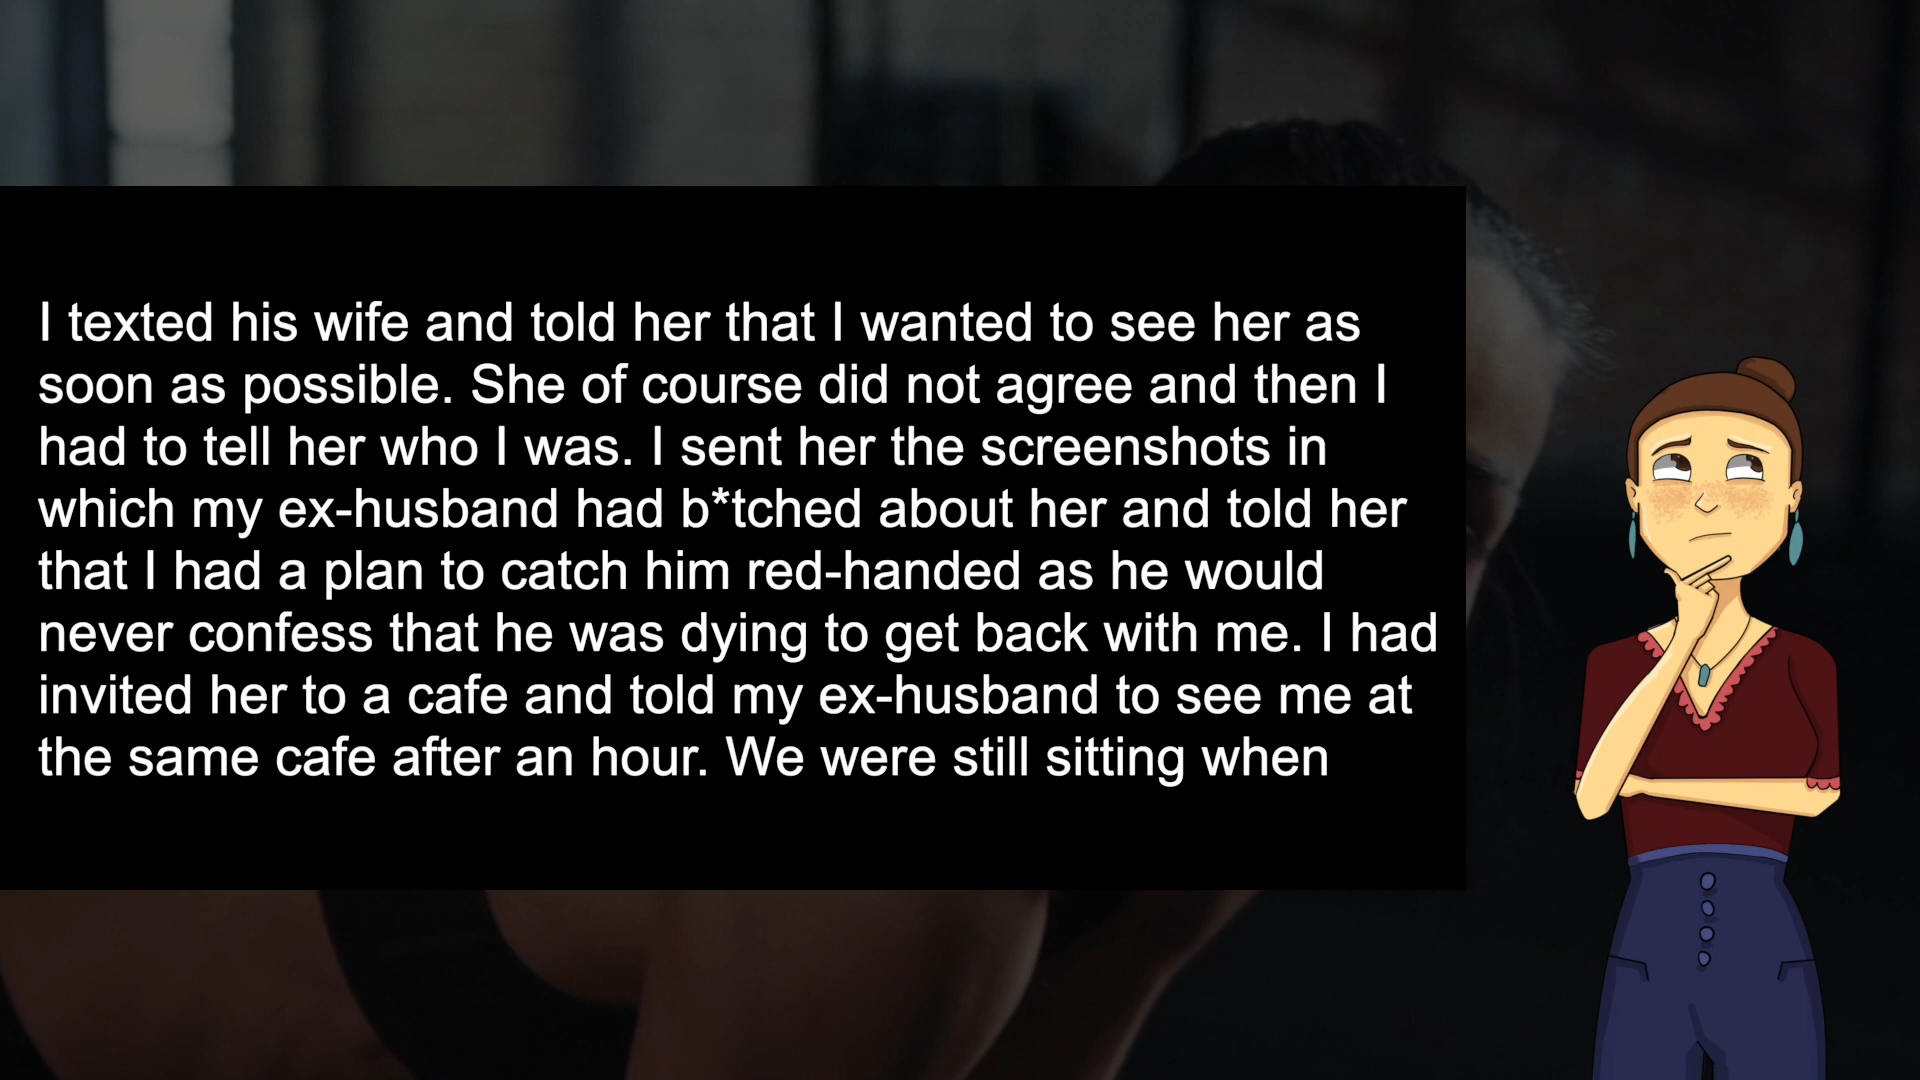 I texted his wife and told her that I wanted to see her as
soon as possible. She of course did not agree and then I
had to tell her who I was. I sent her the screenshots in
which my ex-husband had b*tched about her and told her
that I had a plan to catch him red-handed as he would
never confess that he was dying to get back with me. I had
invited her to a cafe and told my ex-husband to see me at
the same cafe after an hour. We were still sitting when